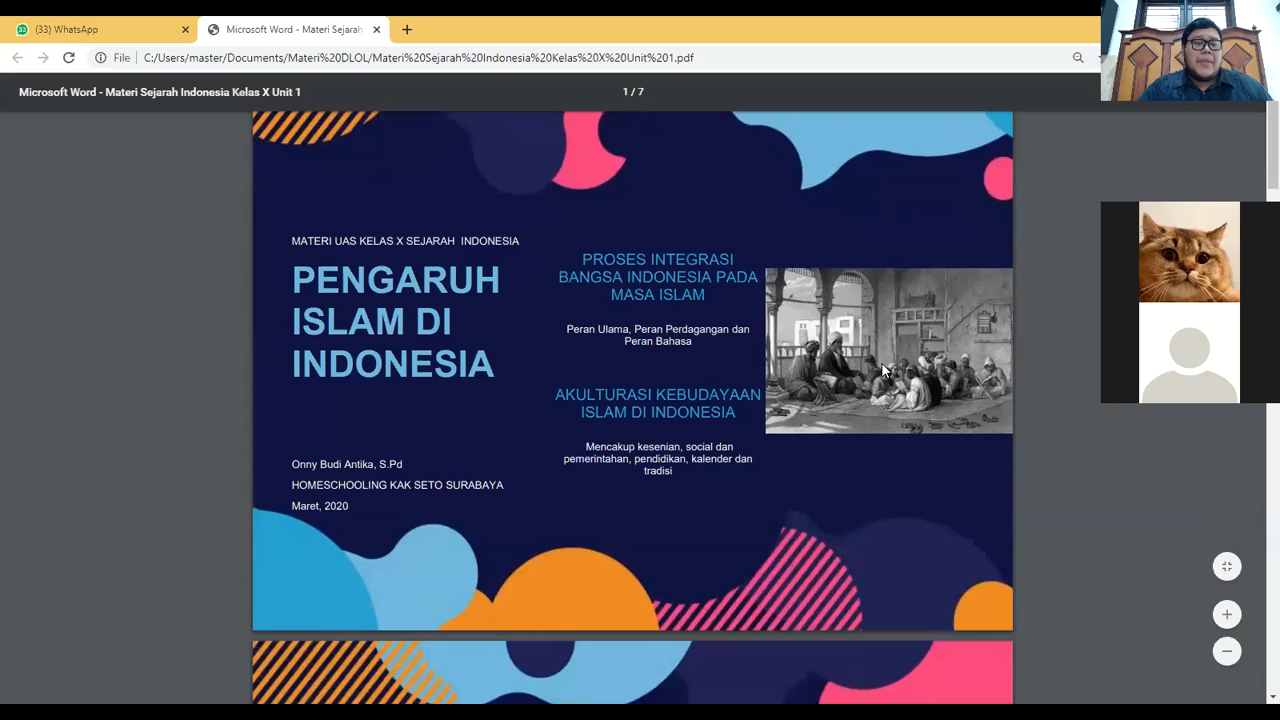 (33) WhatsApp
Microsoft Word - Materi Sejarah
File
C:/Users/master/Documents/Materi%20DLOL/Materi%20Sejarah%20Indonesia%20Kelas%20X%20Unit%201.pdf
Microsoft Word - Materi Sejarah Indonesia Kelas X Unit 1
1 / 7
MATERI UAS KELAS X SEJARAH INDONESIA
PENGARUH
ISLAM DI
INDONESIA
Onny Budi Antika, S.Pd
HOMESCHOOLING KAK SETO SURABAYA
Maret, 2020
PROSES INTEGRASI
BANGSA INDONESIA PADA
MASA ISLAM
Peran Ulama, Peran Perdagangan dan
Peran Bahasa
AKULTURASI KEBUDAYAAN
ISLAM DI INDONESIA
Mencakup kesenian, social dan
pemerintahan, pendidikan, kalender dan
tradisi